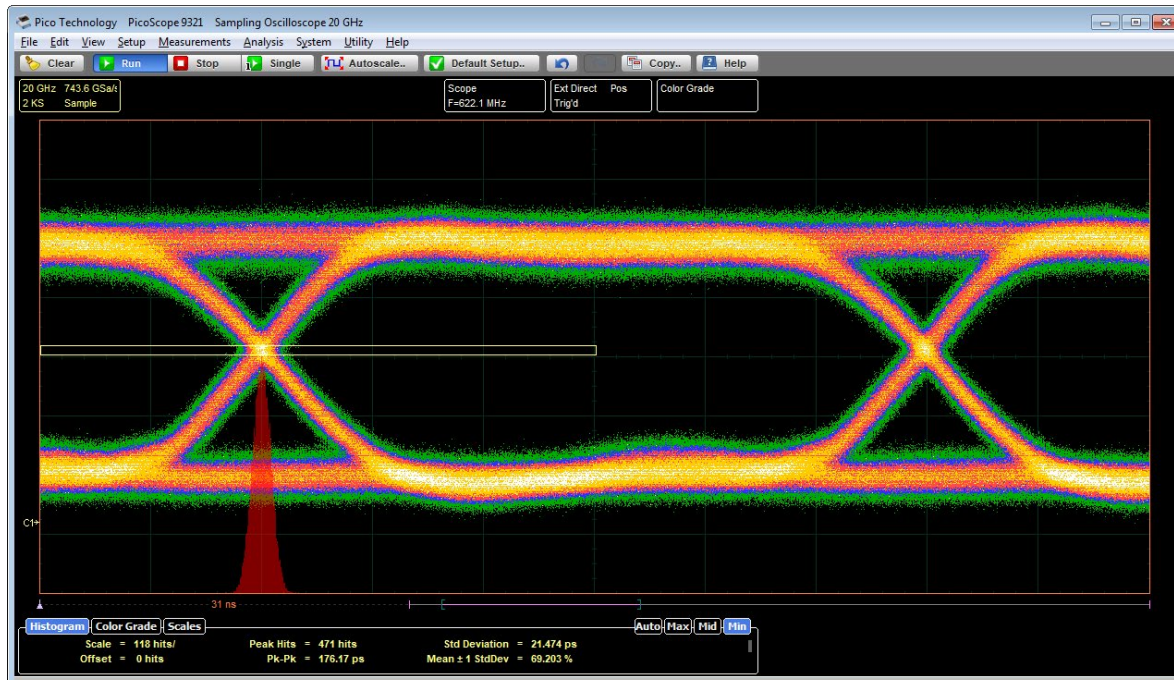 Pico Technology PicoScope 9321 Sampling Oscilloscope 20 GHz
File Edit View Setup Measurements Analysis System Utility Help
Clear Run Stop Single Autoscale.. Default Setup.. Copy.. Help
20 GHz 743.6 GSa/s Scope Ext Direct Pos Color Grade
2 KS Sample F=622.1 MHz Trig'd
C1
31 ns
Histogram Color Grade Scales Auto Max Mid Min
Scale = 118 hits/ Peak Hits = 471 hits Std Deviation = 21.474 ps
Offset = 0 hits Pk-Pk = 176.17 ps Mean ± 1 StdDev = 69.203 %